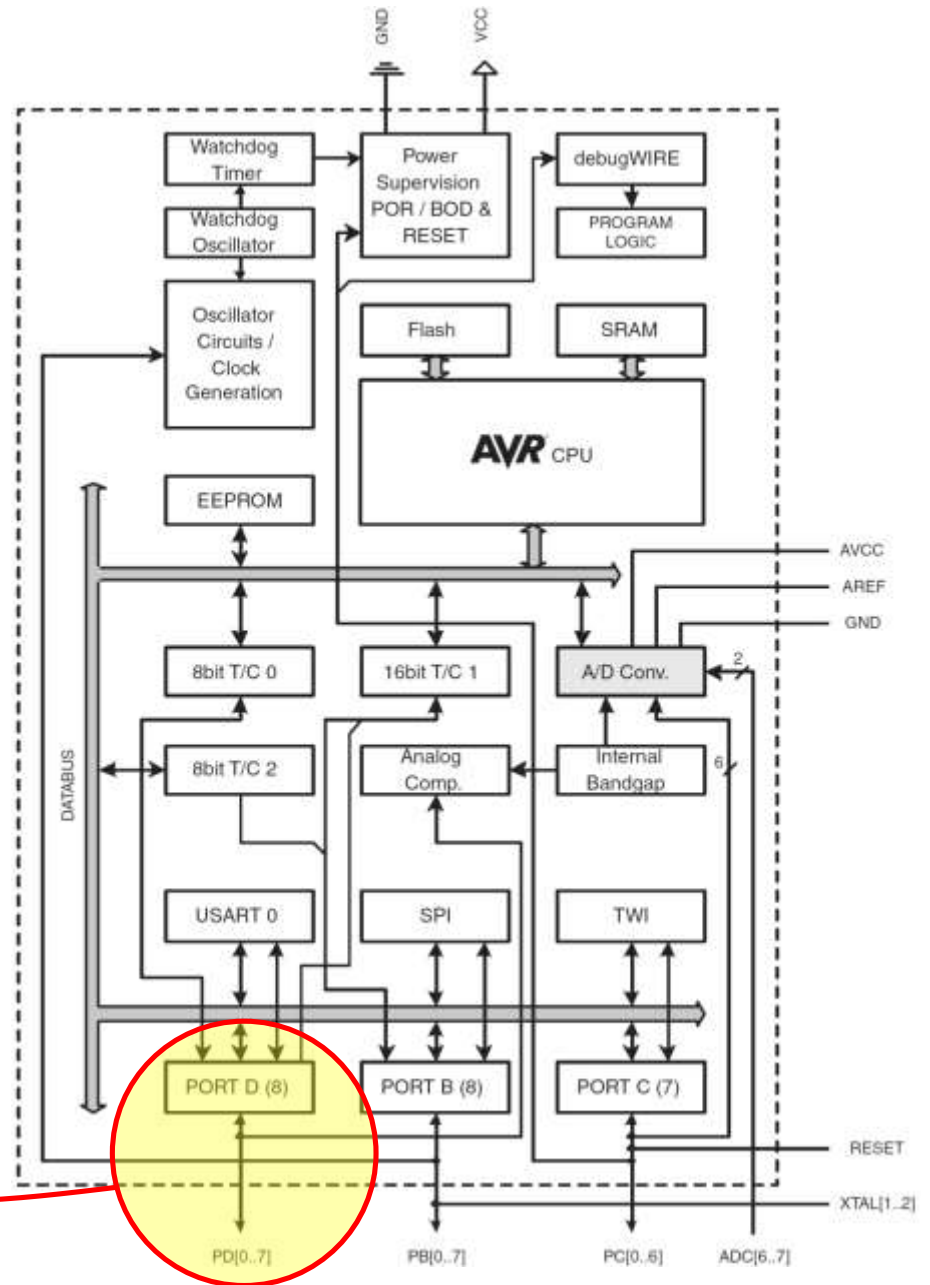 GND
VCC
Watchdog
Timer
Power
Supervision
POR / BOD &
RESET
debugWIRE
Watchdog
Oscillator
PROGRAM
LOGIC
Oscillator
Circuits /
Clock
Generation
Flash
SRAM
AVR CPU
EEPROM
AVCC
AREF
GND
8bit T/C 0
16bit T/C 1
A/D Conv.
2
DATABUS
8bit T/C 2
Analog
Comp.
Internal
Bandgap
6
USART 0
SPI
TWI
PORT D (8)
PORT B (8)
PORT C (7)
RESET
XTAL[1..2]
PD[0..7]
PB[0..7]
PC[0..6]
ADC[6..7]